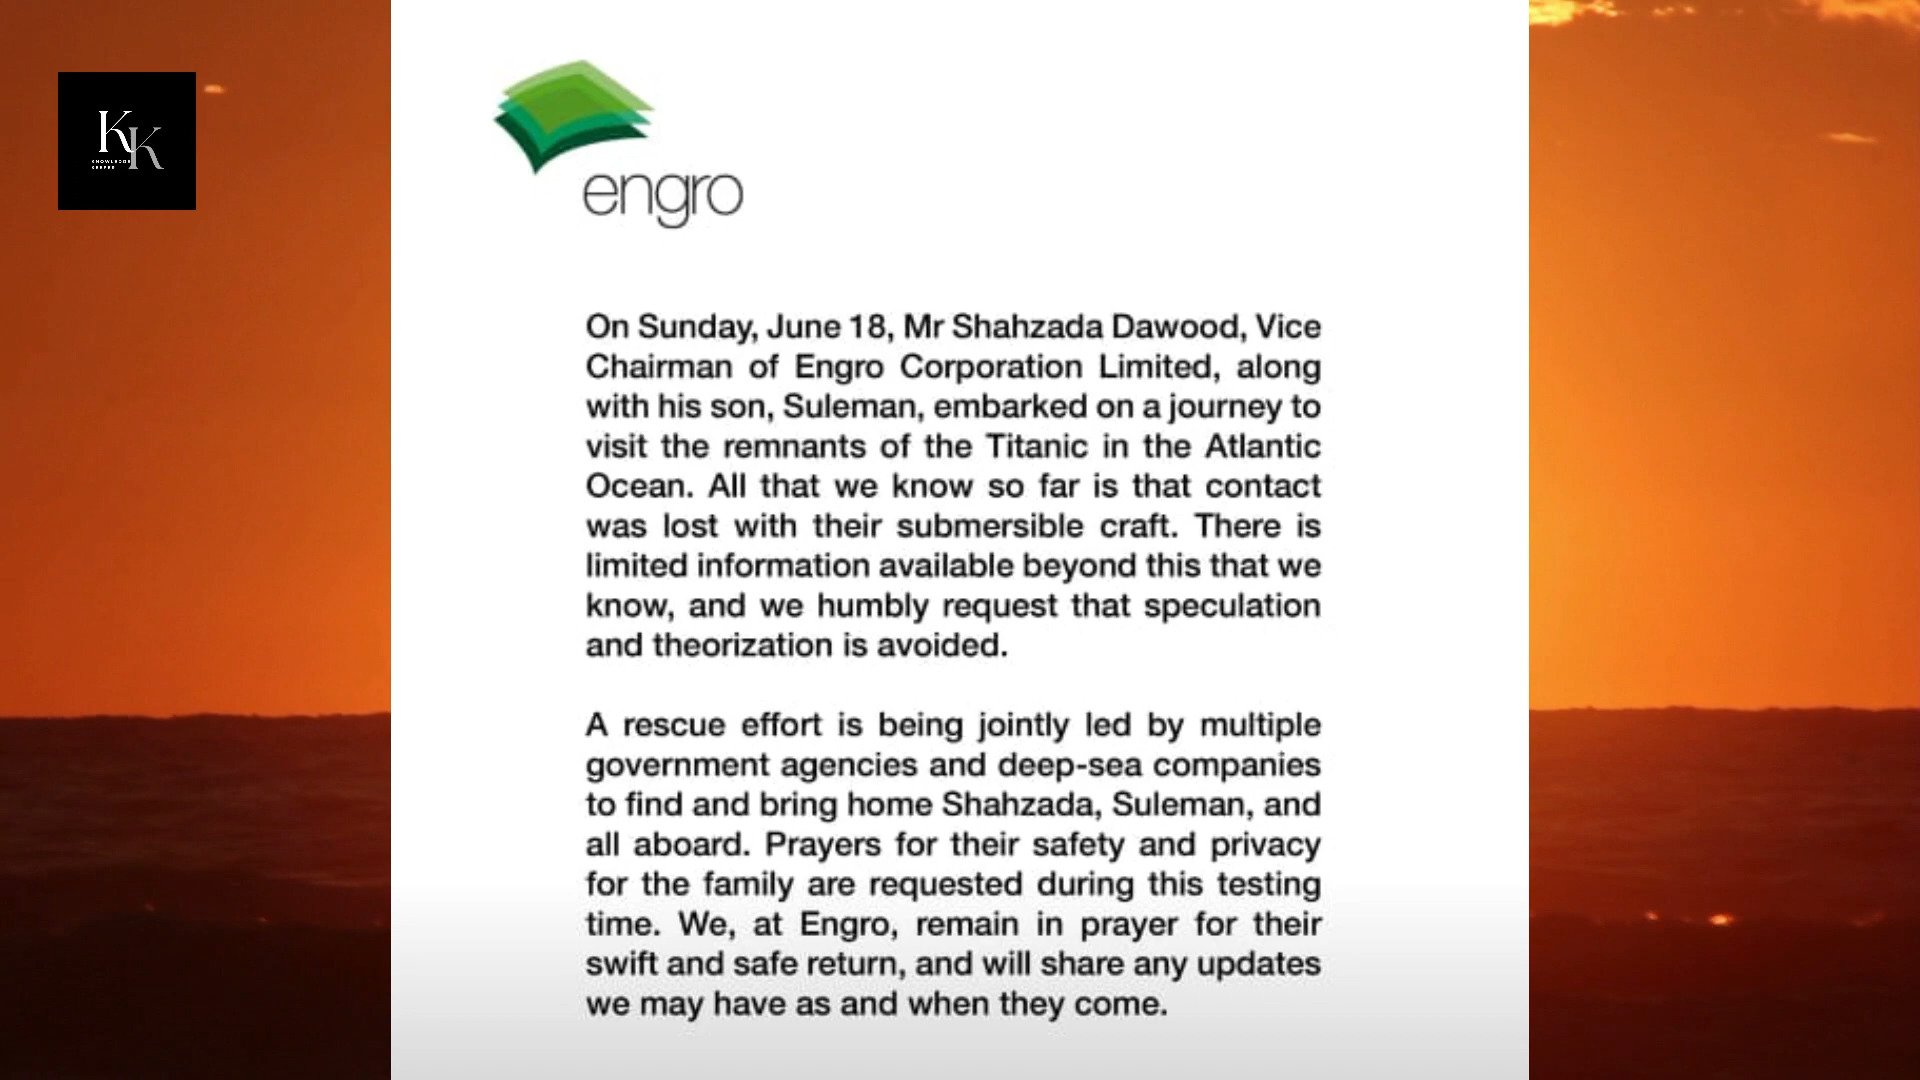 KK
KNOWLEDGE
KEEPER
engro
On Sunday, June 18, Mr Shahzada Dawood, Vice
Chairman of Engro Corporation Limited, along
with his son, Suleman, embarked on a journey to
visit the remnants of the Titanic in the Atlantic
Ocean. All that we know so far is that contact
was lost with their submersible craft. There is
limited information available beyond this that we
know, and we humbly request that speculation
and theorization is avoided.
A rescue effort is being jointly led by multiple
government agencies and deep-sea companies
to find and bring home Shahzada, Suleman, and
all aboard. Prayers for their safety and privacy
for the family are requested during this testing
time. We, at Engro, remain in prayer for their
swift and safe return, and will share any updates
we may have as and when they come.